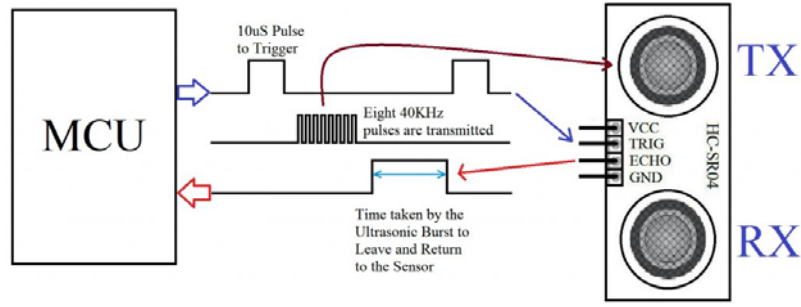 10uS Pulse
to Trigger
TX
MCU
Eight 40KHz
pulses are transmitted
VCC
TRIG
ECHO
GND
HC-SR04
Time taken by the
Ultrasonic Burst to
Leave and Return
to the Sensor
RX